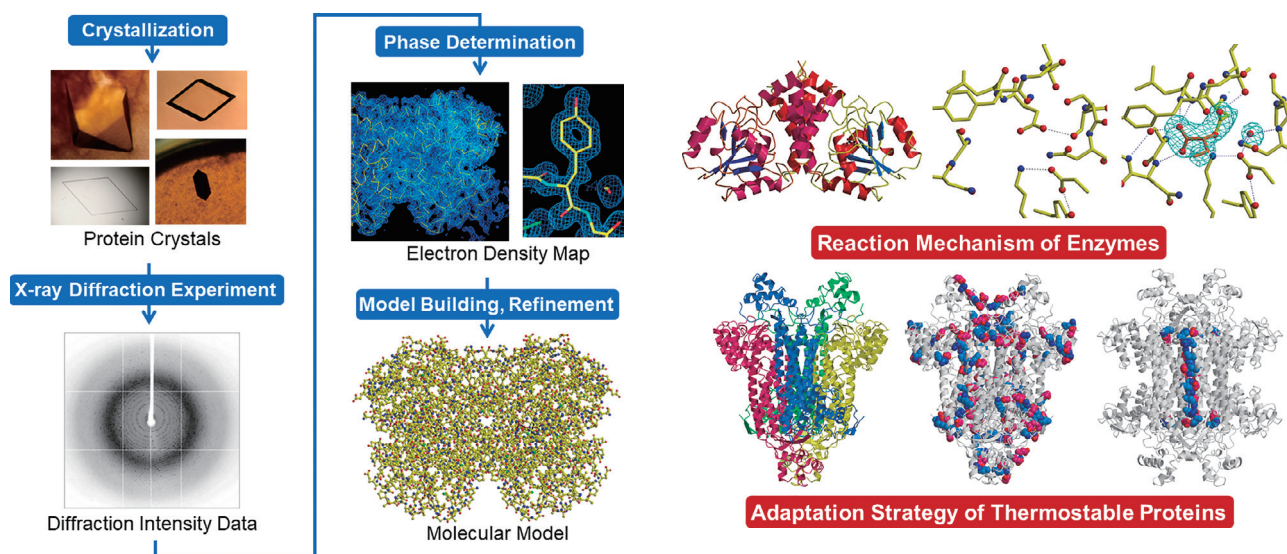 Crystallization
Protein Crystals
X-ray Diffraction Experiment
Diffraction Intensity Data
Phase Determination
Electron Density Map
Model Building, Refinement
Molecular Model
Reaction Mechanism of Enzymes
Adaptation Strategy of Thermostable Proteins